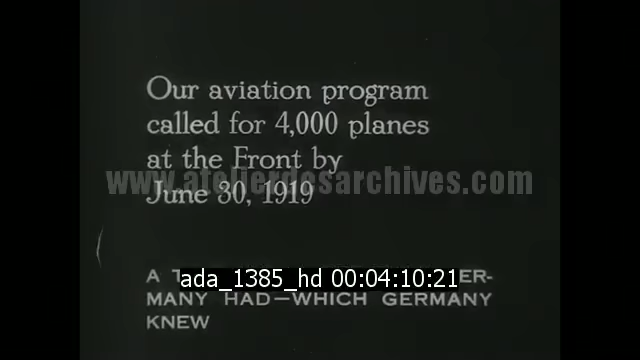 Our aviation program
called for 4,000 planes
at the Front by
www.atelierdesarchives.com
June 30, 1919
A
ER-
ada_1385_hd 00:04:10:21
MANY HAD—WHICH GERMANY
KNEW